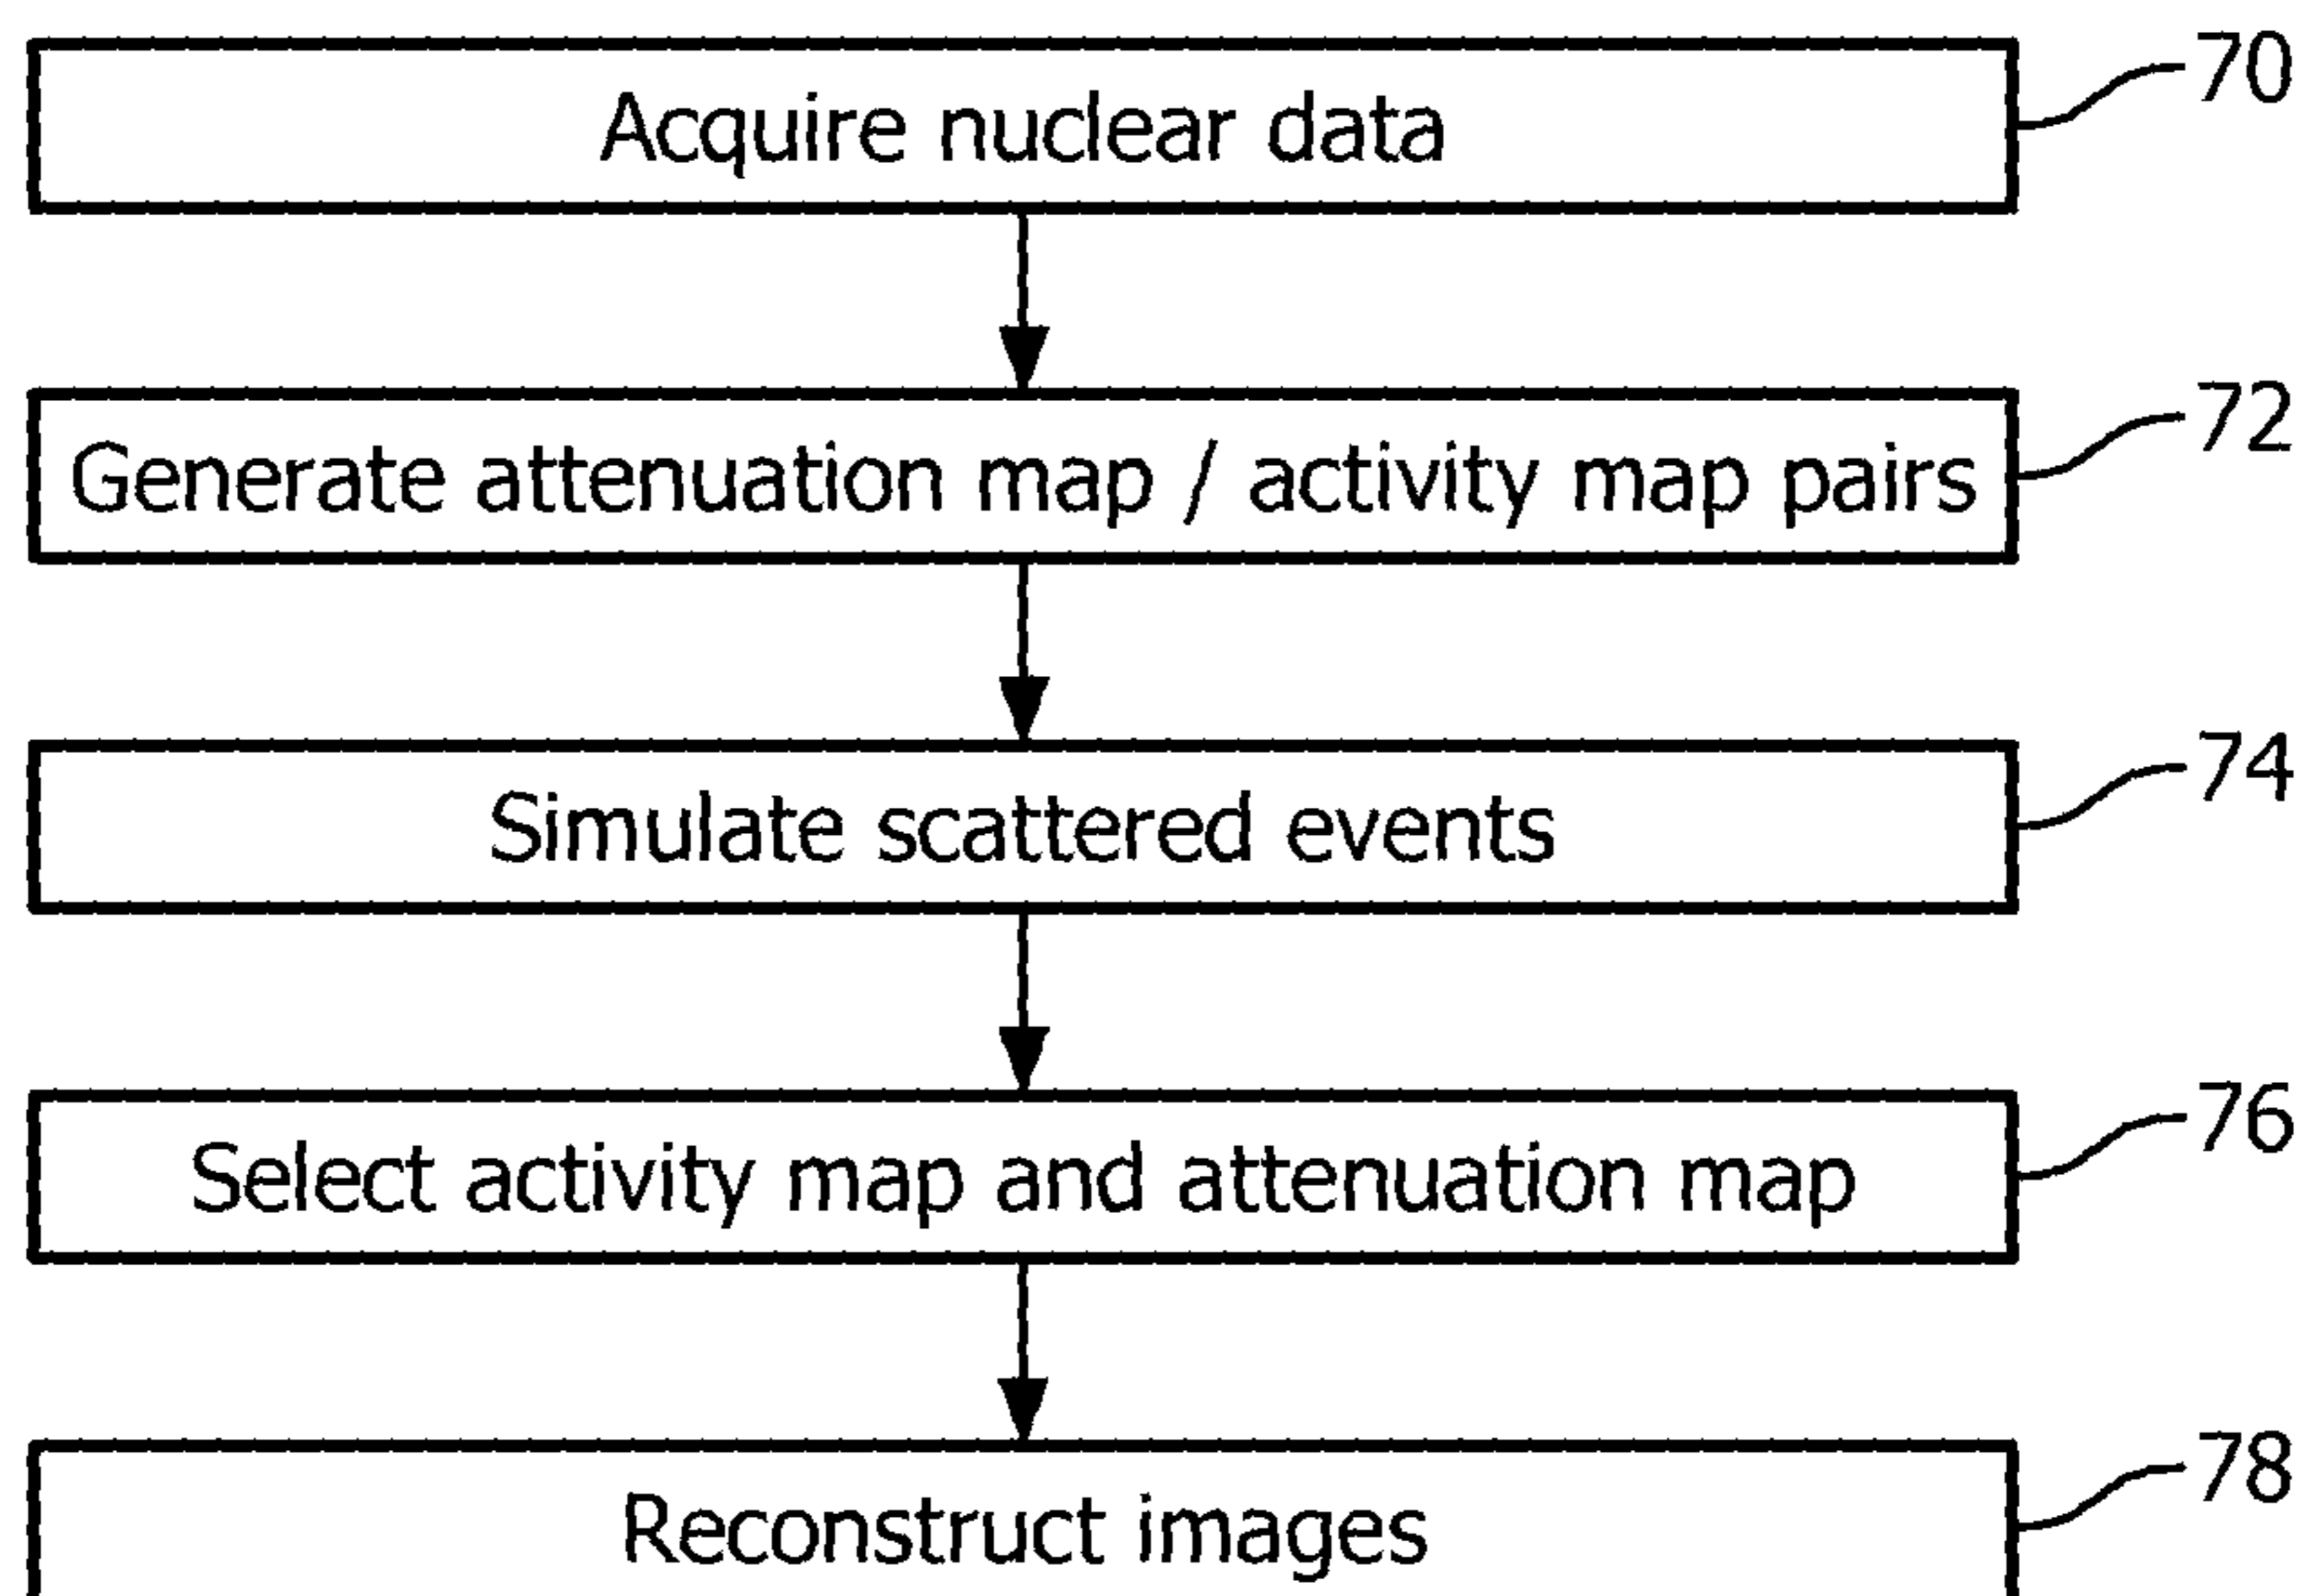 Acquire nuclear data
70
Generate attenuation map / activity map pairs
72
Simulate scattered events
74
Select activity map and attenuation map
76
Reconstruct images
78